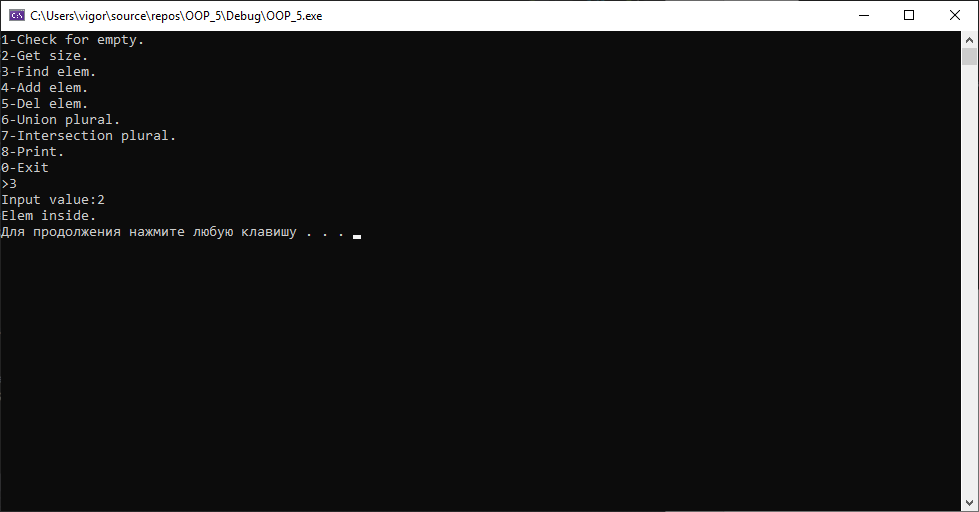 C:\Users\vigor\source\repos\OOP_5\Debug\OOP_5.exe
1-Check for empty.
2-Get size.
3-Find elem.
4-Add elem.
5-Del elem.
6-Union plural.
7-Intersection plural.
8-Print.
0-Exit
>3
Input value:2
Elem inside.
Для продолжения нажмите любую клавишу . . .